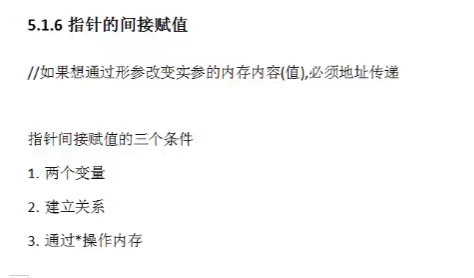 5.1.6 指针的间接赋值
//如果想通过形参改变实参的内存内容(值),必须地址传递
指针间接赋值的三个条件
1. 两个变量
2. 建立关系
3. 通过*操作内存